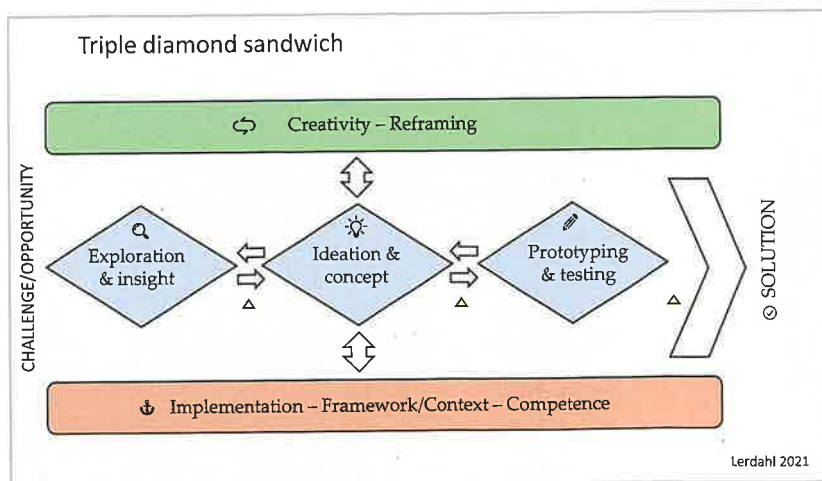 Triple diamond sandwich
Creativity – Reframing
CHALLENGE/OPPORTUNITY
Exploration
& insight
Ideation &
concept
Prototyping
& testing
SOLUTION
Implementation – Framework/Context – Competence
Lerdahl 2021